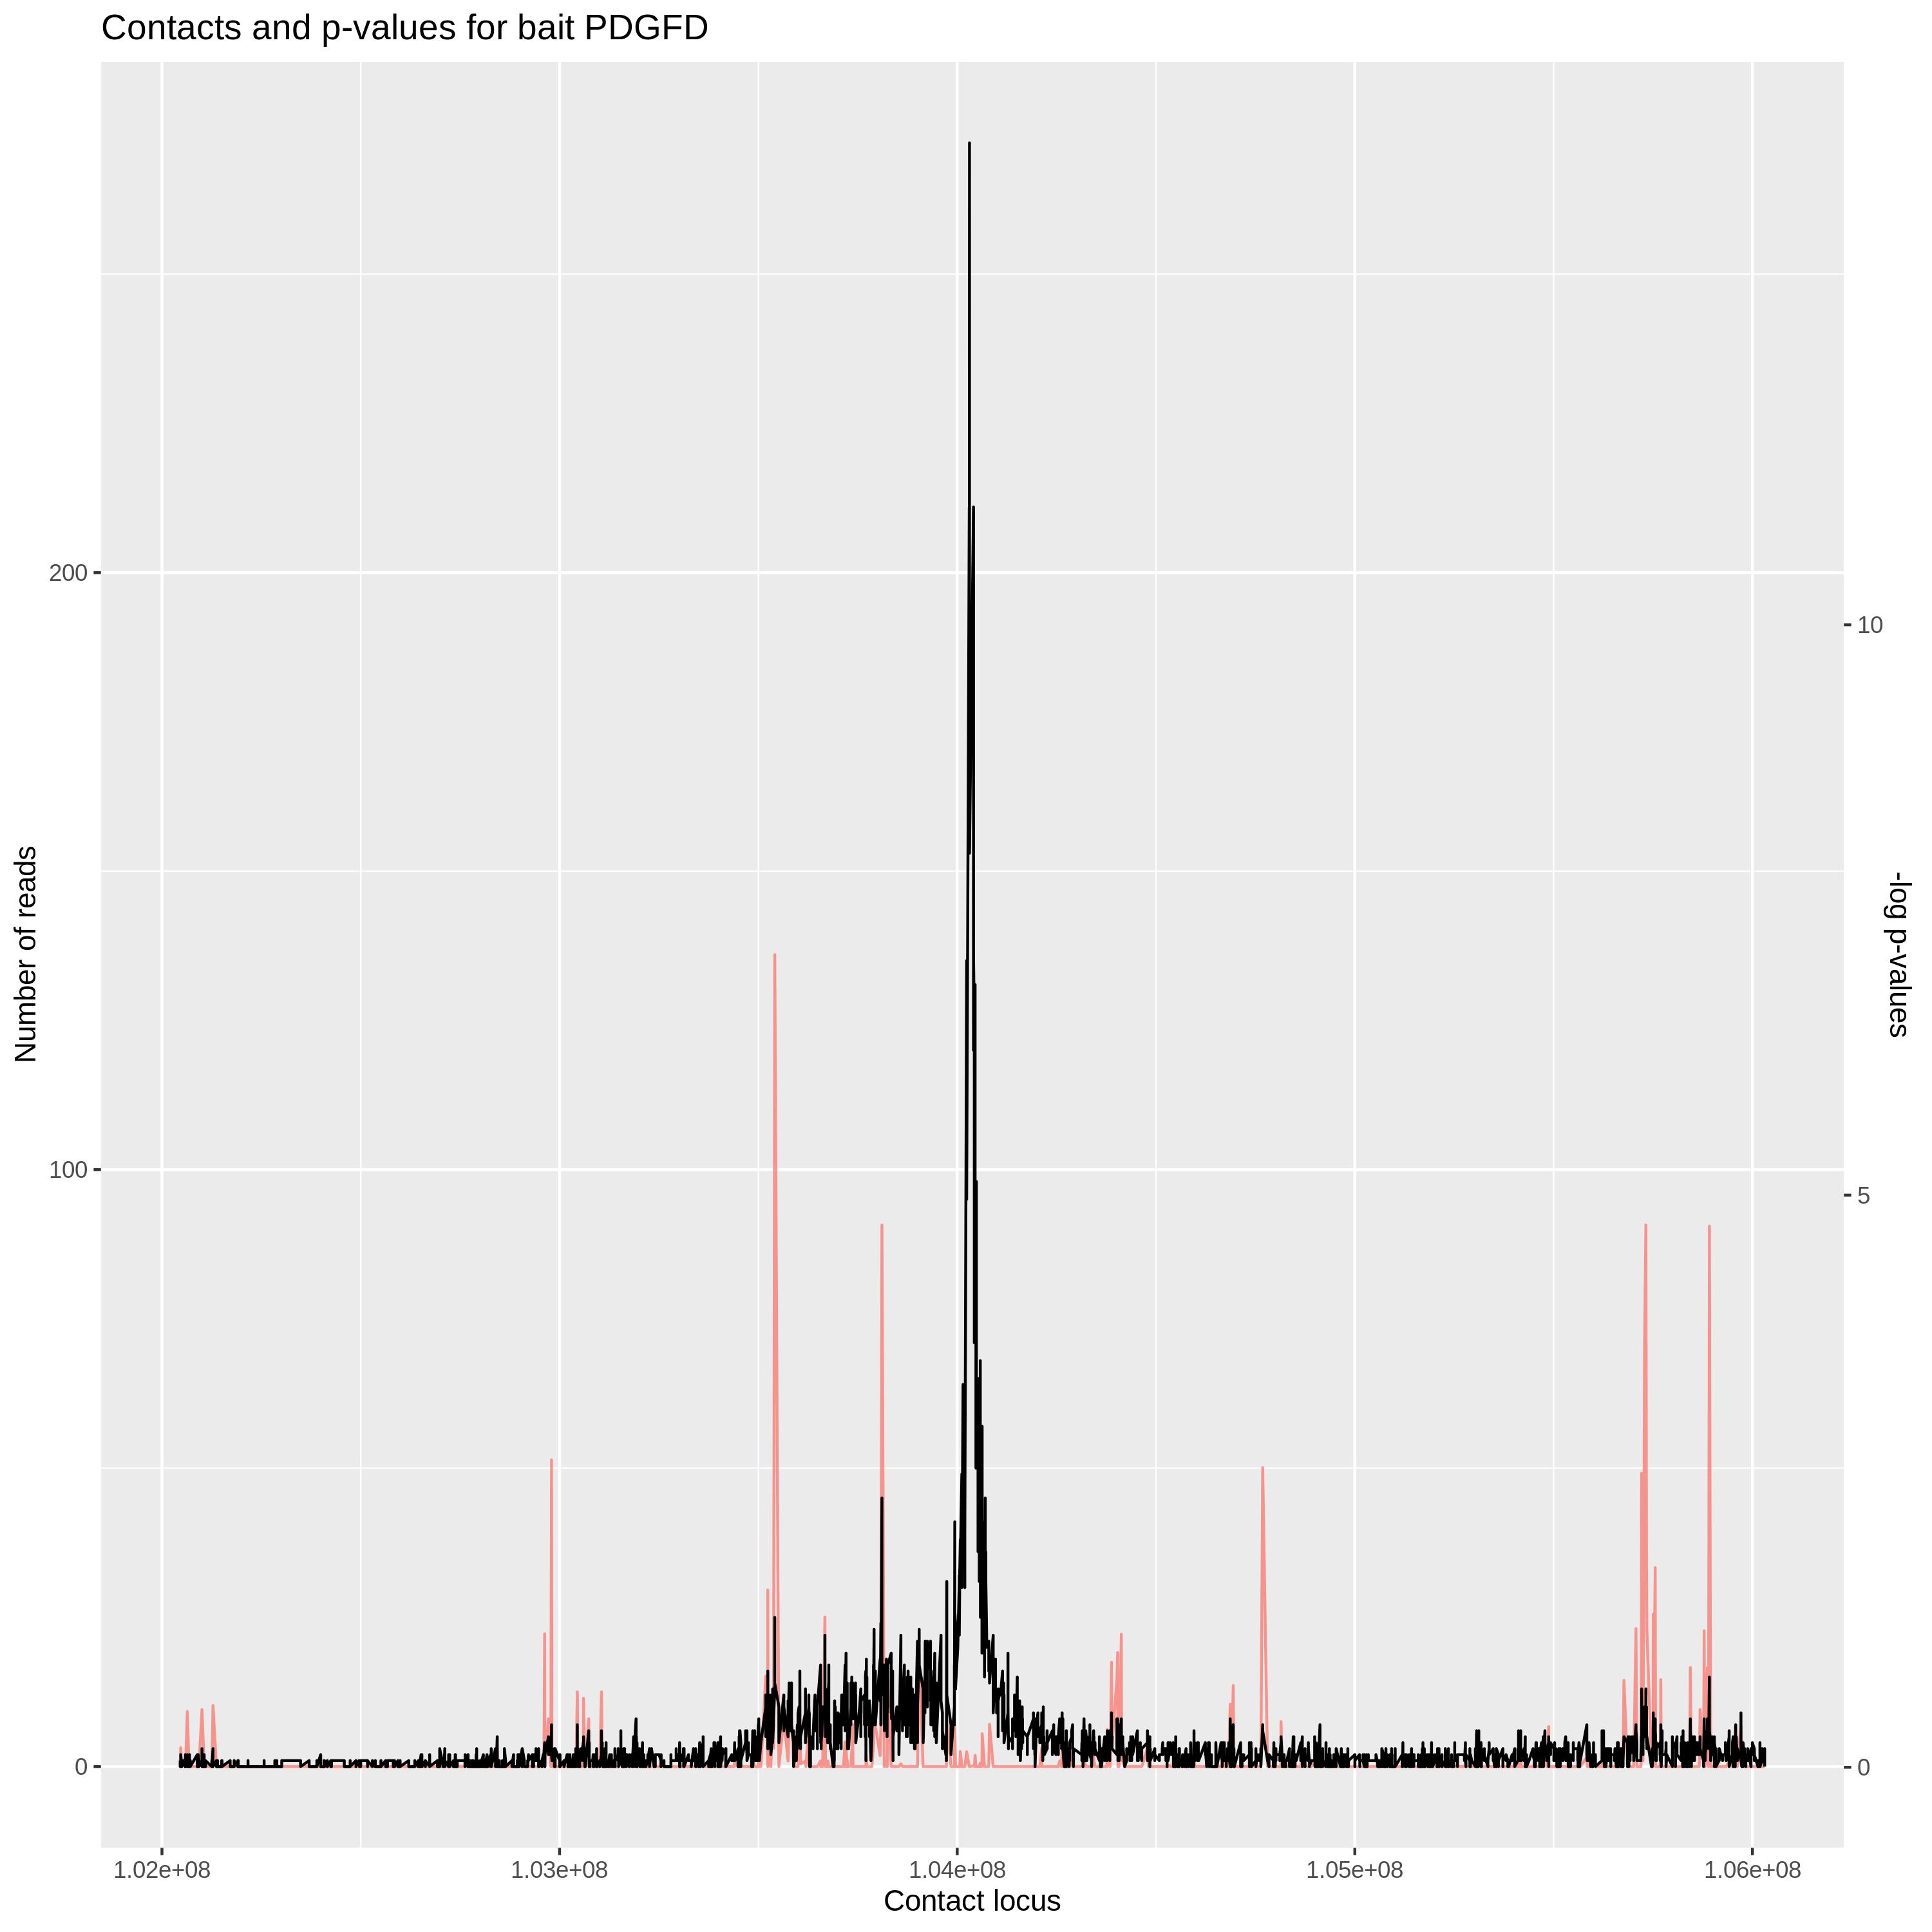 Contacts and p-values for bait PDGFD
Number of reads
200
100
0
10
5
0
-log p-values
1.02e+08
1.03e+08
1.04e+08
1.05e+08
1.06e+08
Contact locus